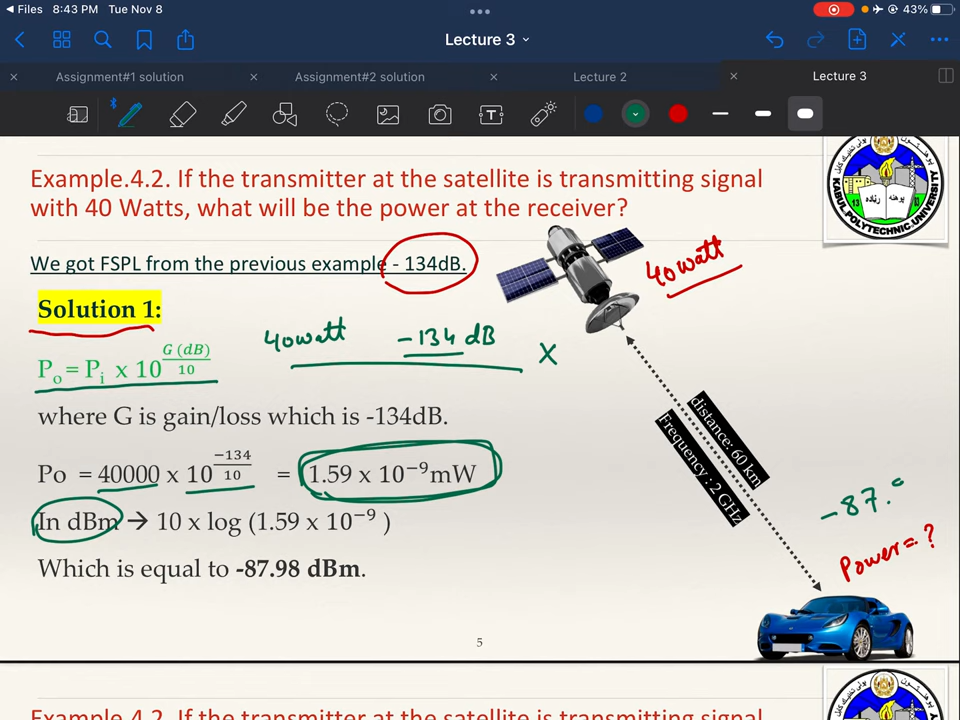 Files 8:43 PM Tue Nov 8 43%
Lecture 3
Assignment#1 solution Assignment#2 solution Lecture 2 Lecture 3
Example.4.2. If the transmitter at the satellite is transmitting signal
with 40 Watts, what will be the power at the receiver?
We got FSPL from the previous example - 134dB.
40watt
Solution 1:
40watt -134 dB
X
Po = Pi x 10^(G (dB)/10)
where G is gain/loss which is -134dB.
distance: 60 km
Frequency : 2 GHz
Po = 40000 x 10^(−134/10) = 1.59 x 10⁻⁹mW
In dBm → 10 x log (1.59 x 10⁻⁹ )
-87.
Power=?
Which is equal to -87.98 dBm.
5
KABUL POLYTECHNIC UNIVERSITY
Example.4.2. If the transmitter at the satellite is transmitting signal